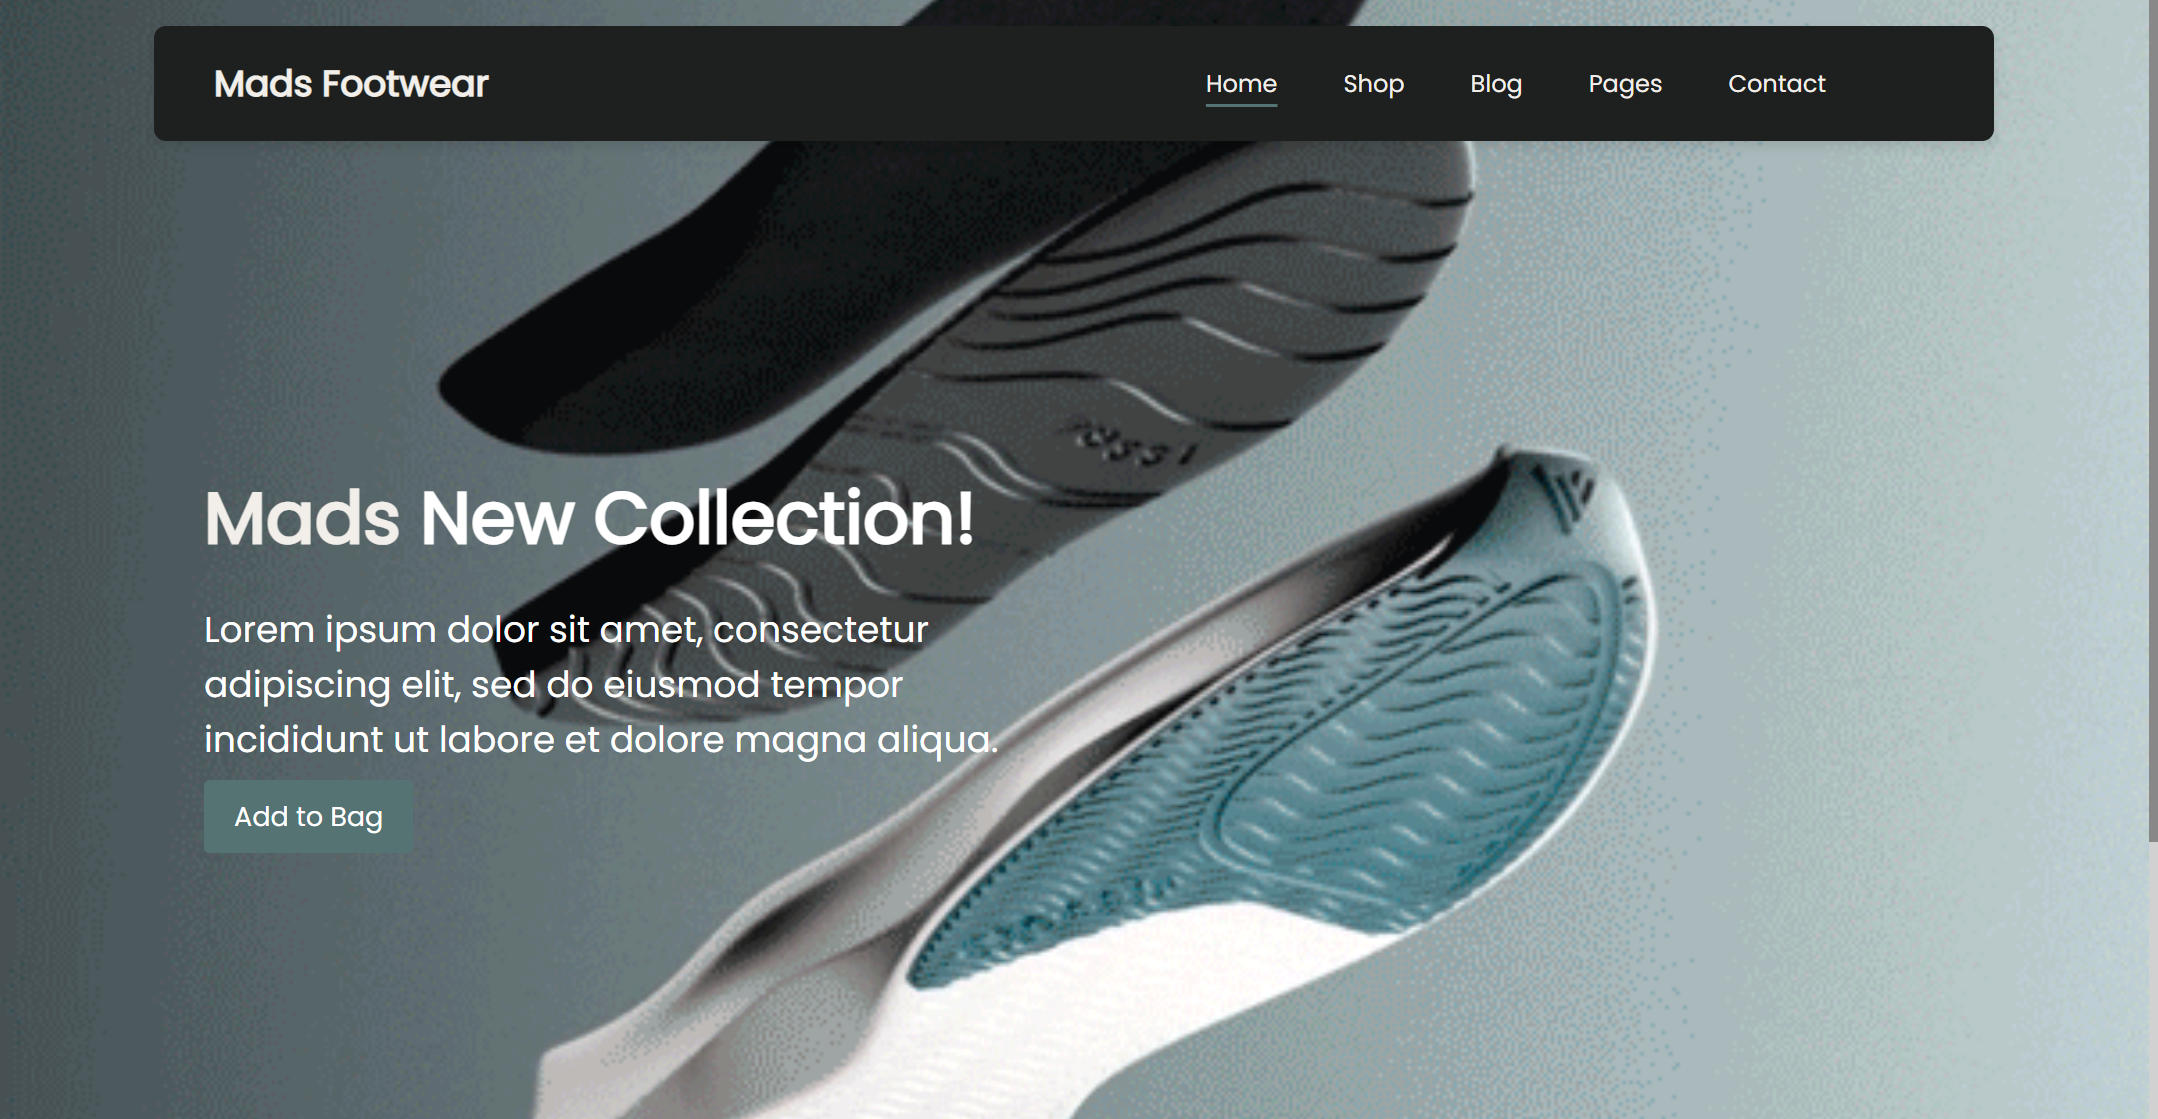 Mads Footwear
Home Shop Blog Pages Contact
Mads New Collection!
Lorem ipsum dolor sit amet, consectetur
adipiscing elit, sed do eiusmod tempor
incididunt ut labore et dolore magna aliqua.
Add to Bag